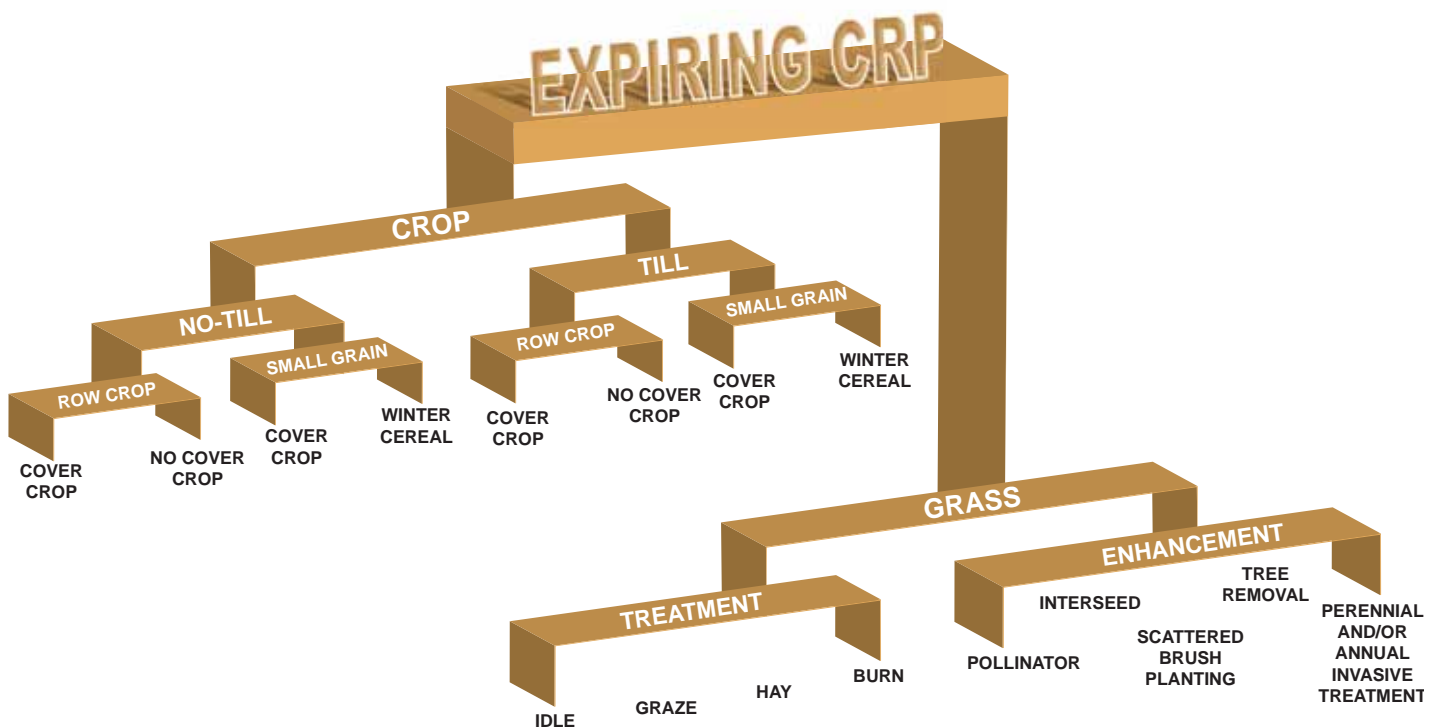 EXPIRING CRP
CROP
TILL
NO-TILL
SMALL GRAIN
ROW CROP
SMALL GRAIN
ROW CROP
COVER
CROP
NO COVER
CROP
COVER
CROP
WINTER
CEREAL
COVER
CROP
NO COVER
CROP
COVER
CROP
WINTER
CEREAL
GRASS
TREATMENT
IDLE
GRAZE
HAY
BURN
ENHANCEMENT
POLLINATOR
INTERSEED
SCATTERED
BRUSH
PLANTING
TREE
REMOVAL
PERENNIAL
AND/OR
ANNUAL
INVASIVE
TREATMENT